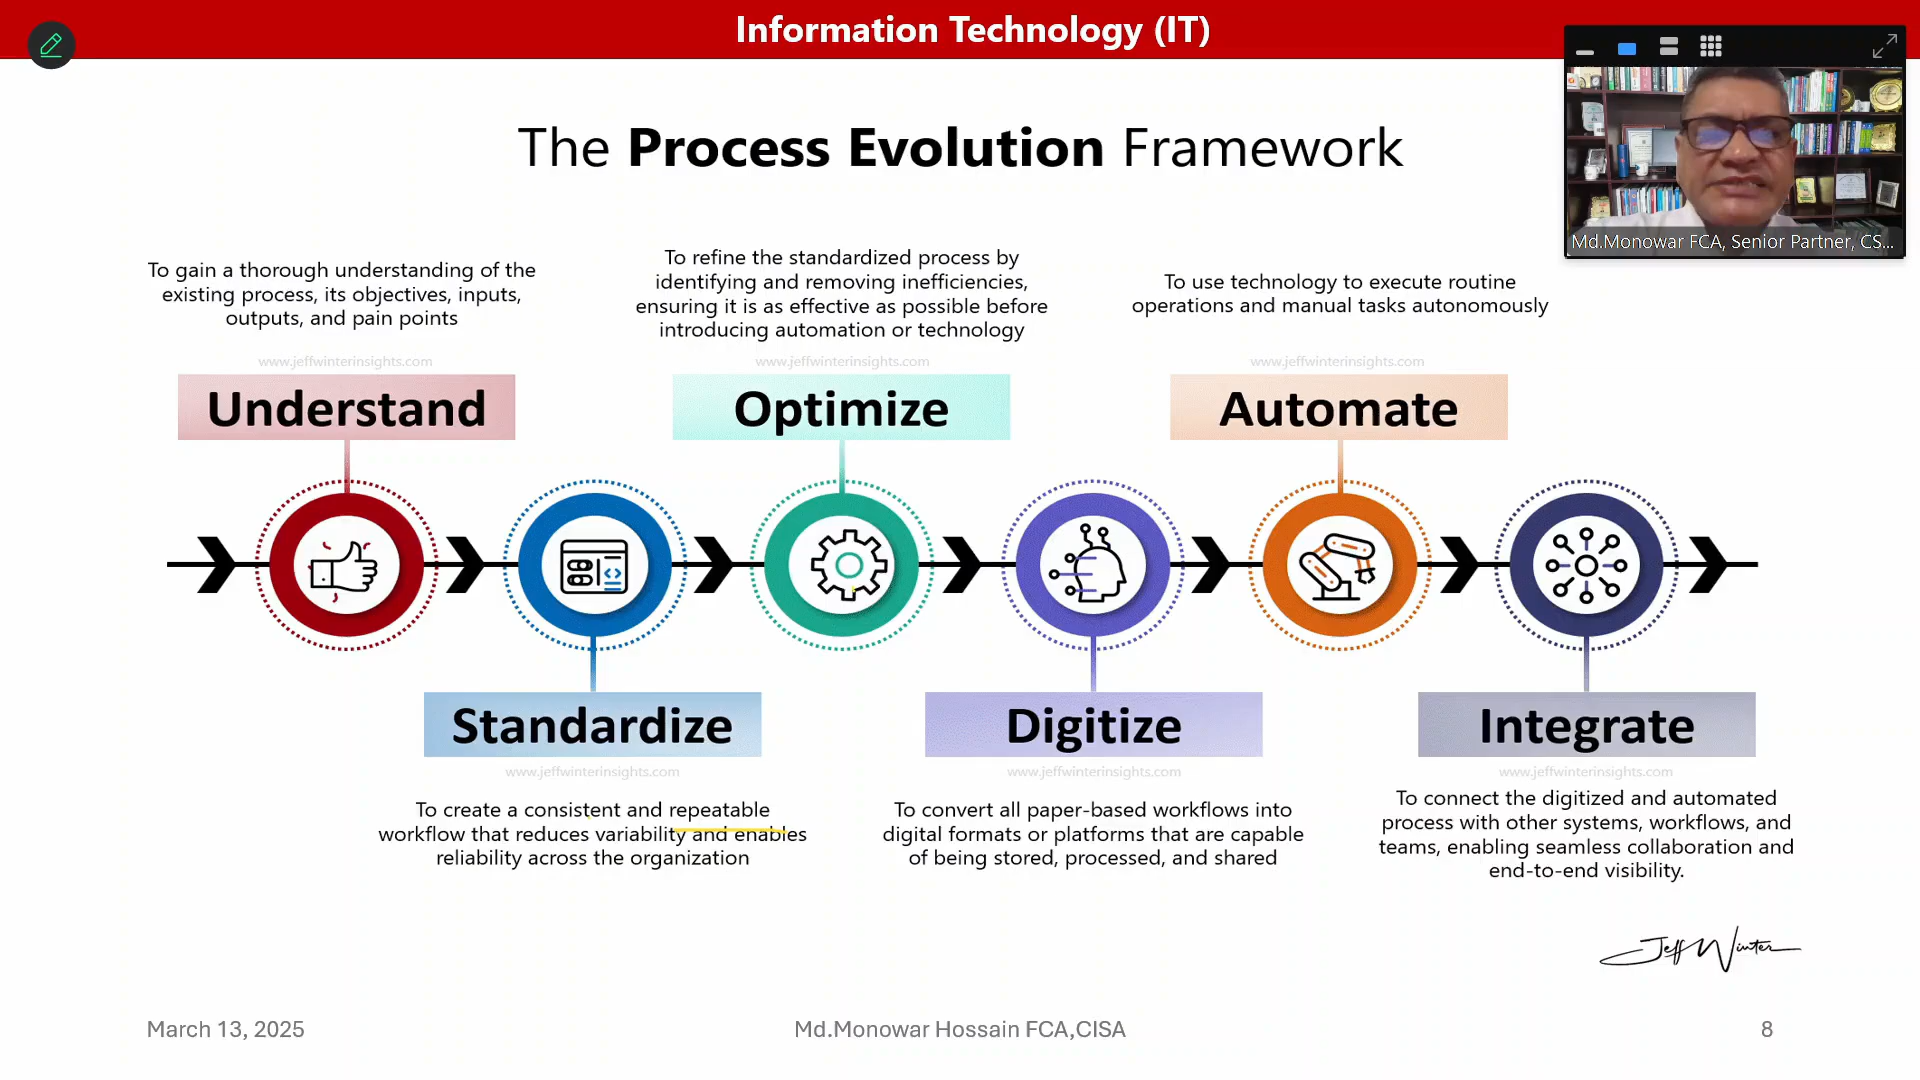 Information Technology (IT)
Md.Monowar FCA, Senior Partner, CS...
The Process Evolution Framework
To gain a thorough understanding of the
existing process, its objectives, inputs,
outputs, and pain points
www.jeffwinterinsights.com
Understand
To refine the standardized process by
identifying and removing inefficiencies,
ensuring it is as effective as possible before
introducing automation or technology
www.jeffwinterinsights.com
Optimize
To use technology to execute routine
operations and manual tasks autonomously
www.jeffwinterinsights.com
Automate
Standardize
www.jeffwinterinsights.com
To create a consistent and repeatable
workflow that reduces variability and enables
reliability across the organization
Digitize
www.jeffwinterinsights.com
To convert all paper-based workflows into
digital formats or platforms that are capable
of being stored, processed, and shared
Integrate
www.jeffwinterinsights.com
To connect the digitized and automated
process with other systems, workflows, and
teams, enabling seamless collaboration and
end-to-end visibility.
Jeff Winter
March 13, 2025
Md.Monowar Hossain FCA,CISA
8